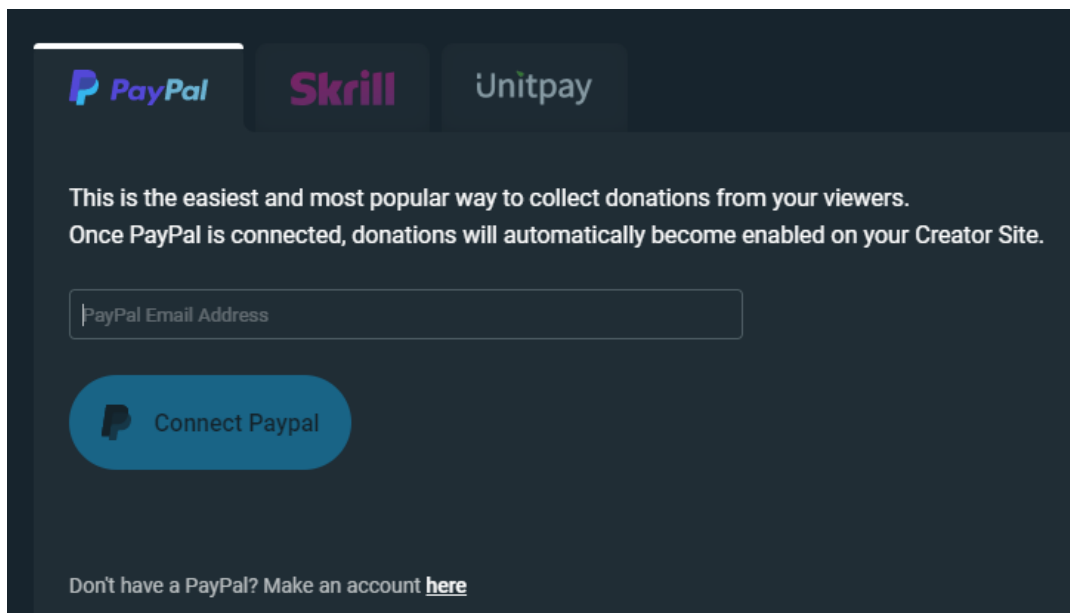 PayPal Skrill Unitpay
This is the easiest and most popular way to collect donations from your viewers.
Once PayPal is connected, donations will automatically become enabled on your Creator Site.
PayPal Email Address
Connect Paypal
Don't have a PayPal? Make an account here